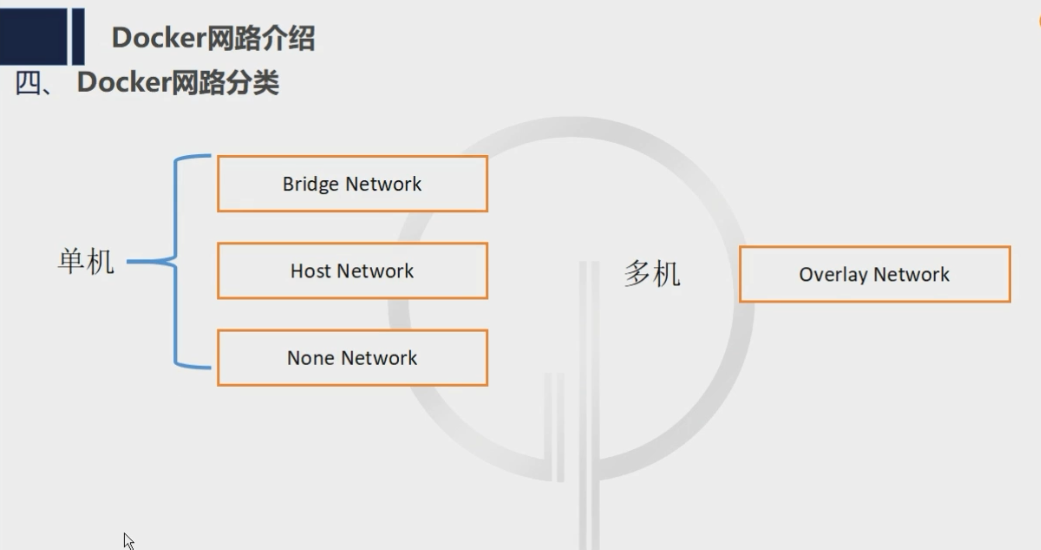 Docker网路介绍
四、 Docker网路分类
单机
Bridge Network
Host Network
None Network
多机
Overlay Network